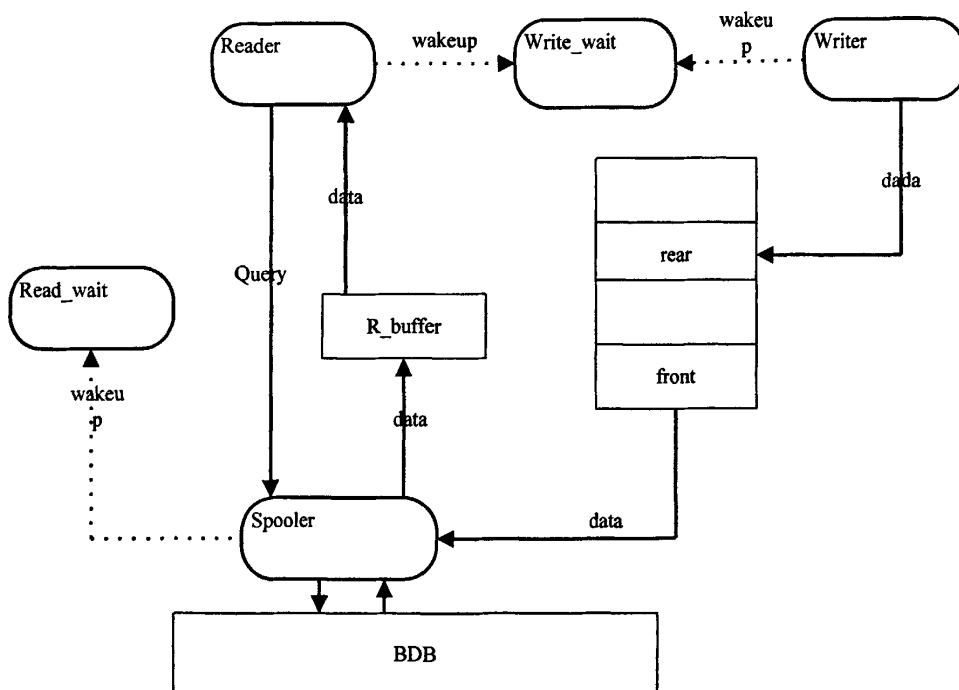 Reader
wakeup
Write_wait
wakeu
p
Writer
data
dada
rear
Query
Read_wait
R_buffer
front
wakeu
p
data
Spooler
data
BDB